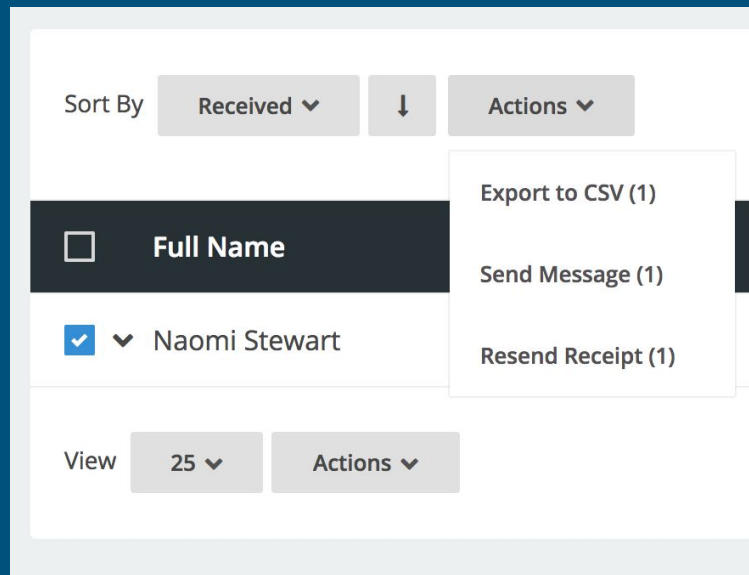 Sort By Received Actions
Export to CSV (1)
Full Name
Send Message (1)
Naomi Stewart
Resend Receipt (1)
View 25 Actions